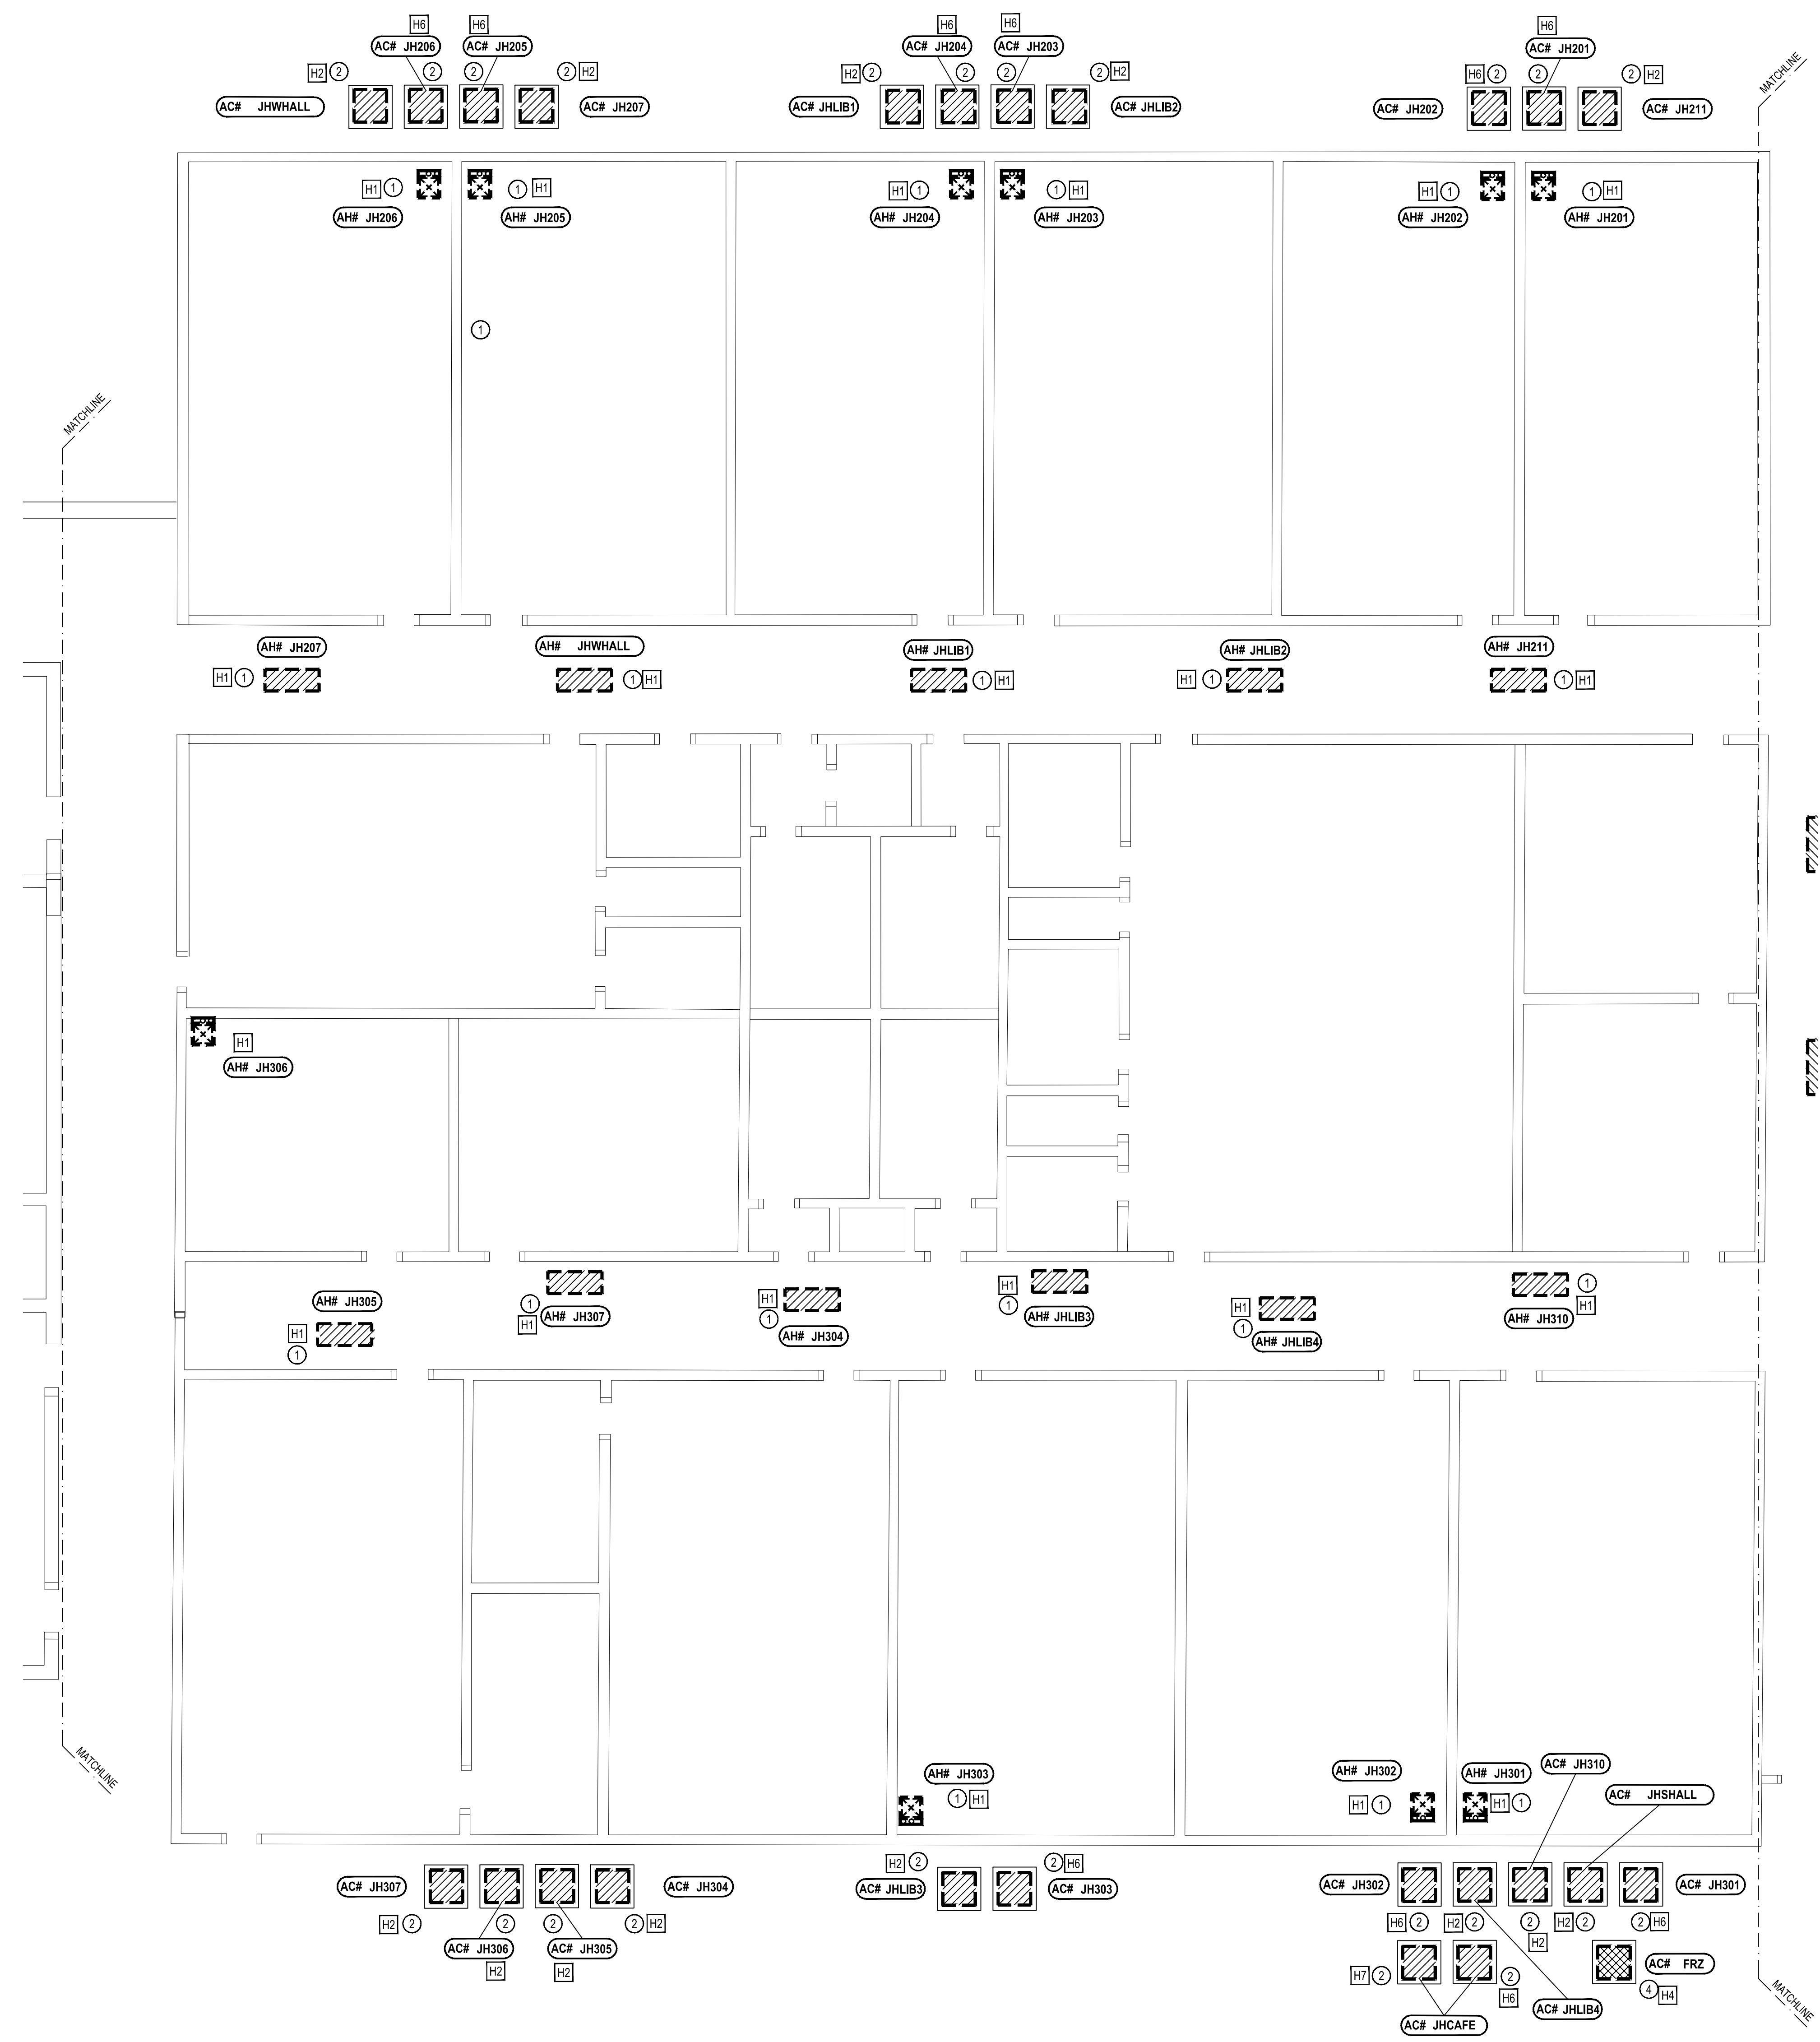 H6 H6 H6 H6 H6
AC# JH206 AC# JH205 AC# JH204 AC# JH203 AC# JH201
H2 2 2 2 2 H2 H2 2 2 2 2 H2 H6 2 2 2 H2
AC# JHWHALL AC# JH207 AC# JHLIB1 AC# JHLIB2 AC# JH202 AC# JH211
MATCHLINE
H1 1 1 H1 H1 1 1 H1 H1 1 1 H1
AH# JH206 AH# JH205 AH# JH204 AH# JH203 AH# JH202 AH# JH201
1
MATCHLINE
AH# JH207 AH# JHWHALL AH# JHLIB1 AH# JHLIB2 AH# JH211
H1 1 1 H1 1 H1 H1 1 1 H1
H1
AH# JH306
AH# JH305 AH# JH307 AH# JH304 AH# JHLIB3 AH# JHLIB4 AH# JH310
H1 1 1 H1 H1 1 H1 1 H1 1 1 H1
MATCHLINE
AH# JH303 AH# JH302 AH# JH301 AC# JH310
1 H1 H1 1 H1 1 AC# JHSHALL
H2 2 2 H6
AC# JH307 AC# JH304 AC# JHLIB3 AC# JH303 AC# JH302 AC# JH301
H2 2 2 2 2 H2 H6 2 H2 2 2 H2 2 2 H6
H2
AC# JH306 AC# JH305
H2 H2
AC# FRZ
H7 2 2 4 H4
H6
AC# JHCAFE AC# JHLIB4
MATCHLINE